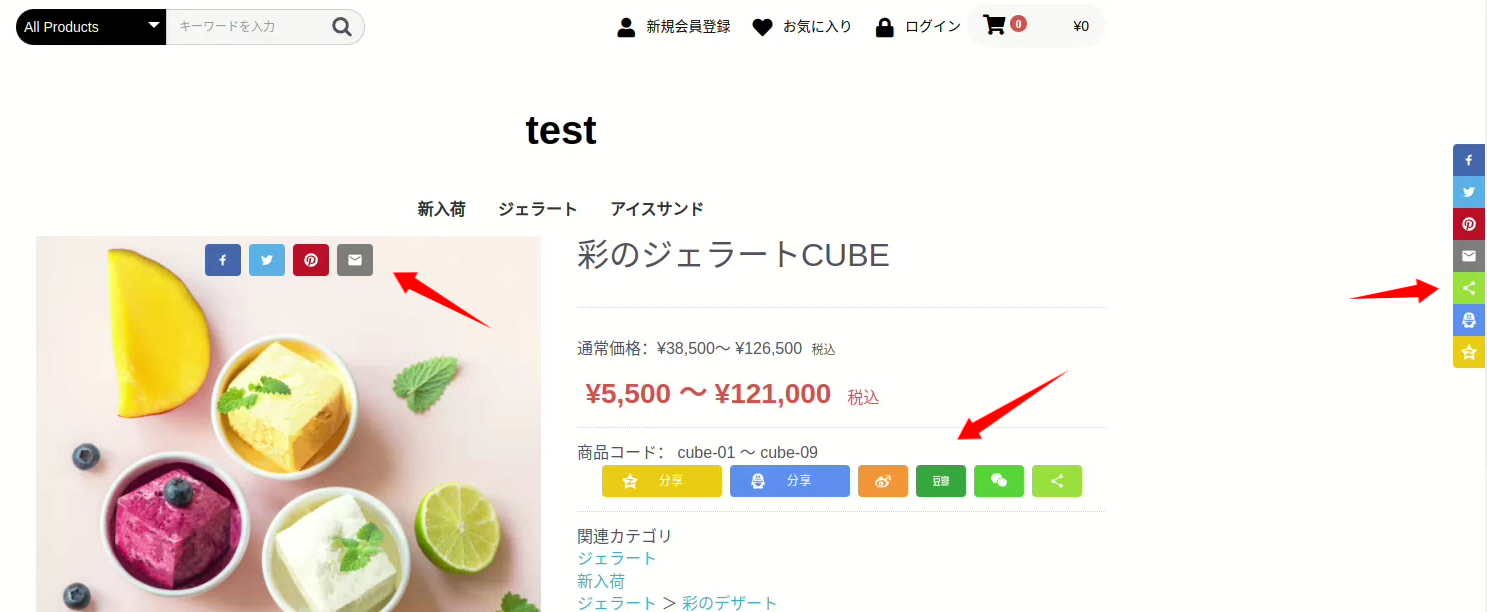 All Products
キーワードを入力
新規会員登録
お気に入り
ログイン
0
¥0
test
新入荷
ジェラート
アイスサンド
彩のジェラートCUBE
通常価格：¥38,500～ ¥126,500 税込
¥5,500 ～ ¥121,000 税込
商品コード： cube-01 ～ cube-09
分享
分享
豆瓣
関連カテゴリ
ジェラート
新入荷
ジェラート ＞ 彩のデザート